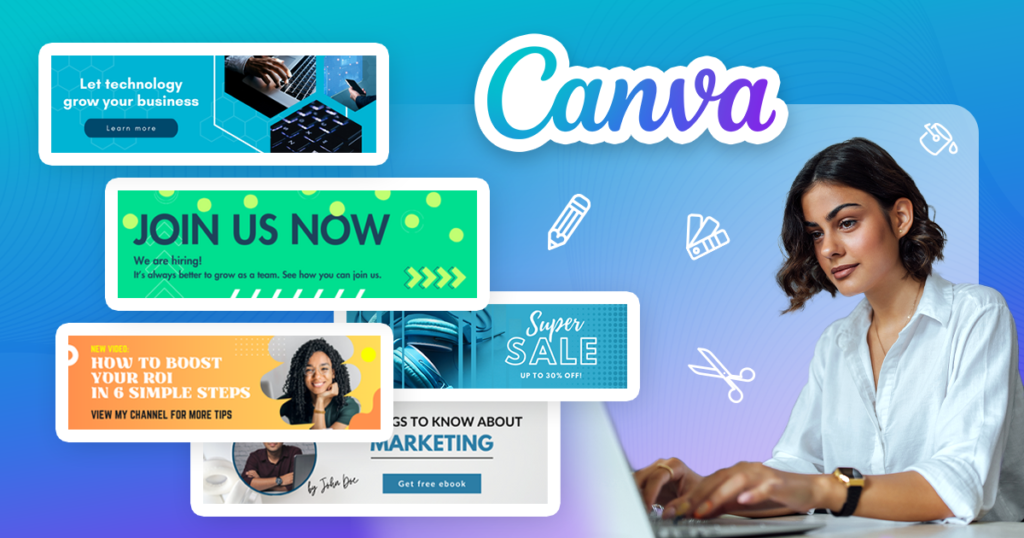 Canva
Let technology
grow your business
Learn more
JOIN US NOW
We are hiring!
It's always better to grow as a team. See how you can join us.
Super
SALE
UP TO 30% OFF!
NEW VIDEO:
HOW TO BOOST
YOUR ROI
IN 6 SIMPLE STEPS
VIEW MY CHANNEL FOR MORE TIPS
GS TO KNOW ABOUT
MARKETING
by John Doe
Get free ebook